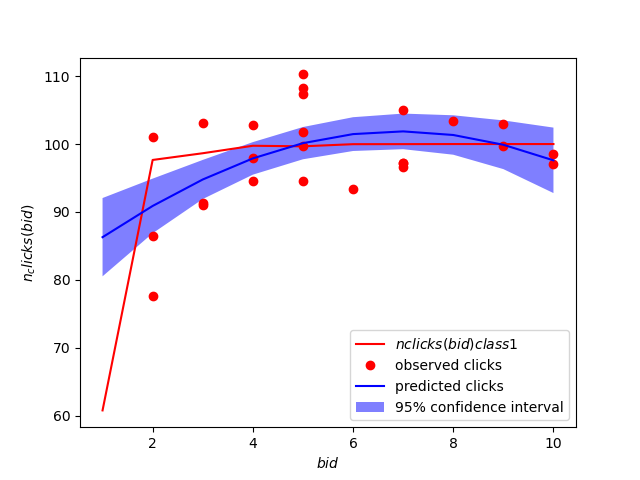 110
100
90
80
70
60
n_clicks(bid)
nclicks(bid)class1
observed clicks
predicted clicks
95% confidence interval
2 4 6 8 10
bid